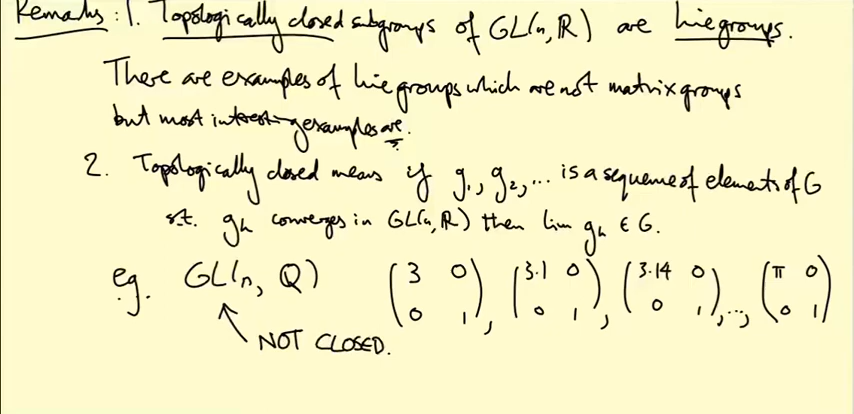 Remarks: 1. Topologically closed subgroups of GL(n, ℝ) are Lie groups.
There are examples of Lie groups which are not matrix groups
but most interesting examples are.
2. Topologically closed means if g₁, g₂, ... is a sequence of elements of G
s.t. gₖ converges in GL(n, ℝ) then lim gₖ ∈ G.
eg. GL(n, ℚ) (3 0 / 0 1), (3.1 0 / 0 1), (3.14 0 / 0 1), ..., (π 0 / 0 1)
NOT CLOSED.